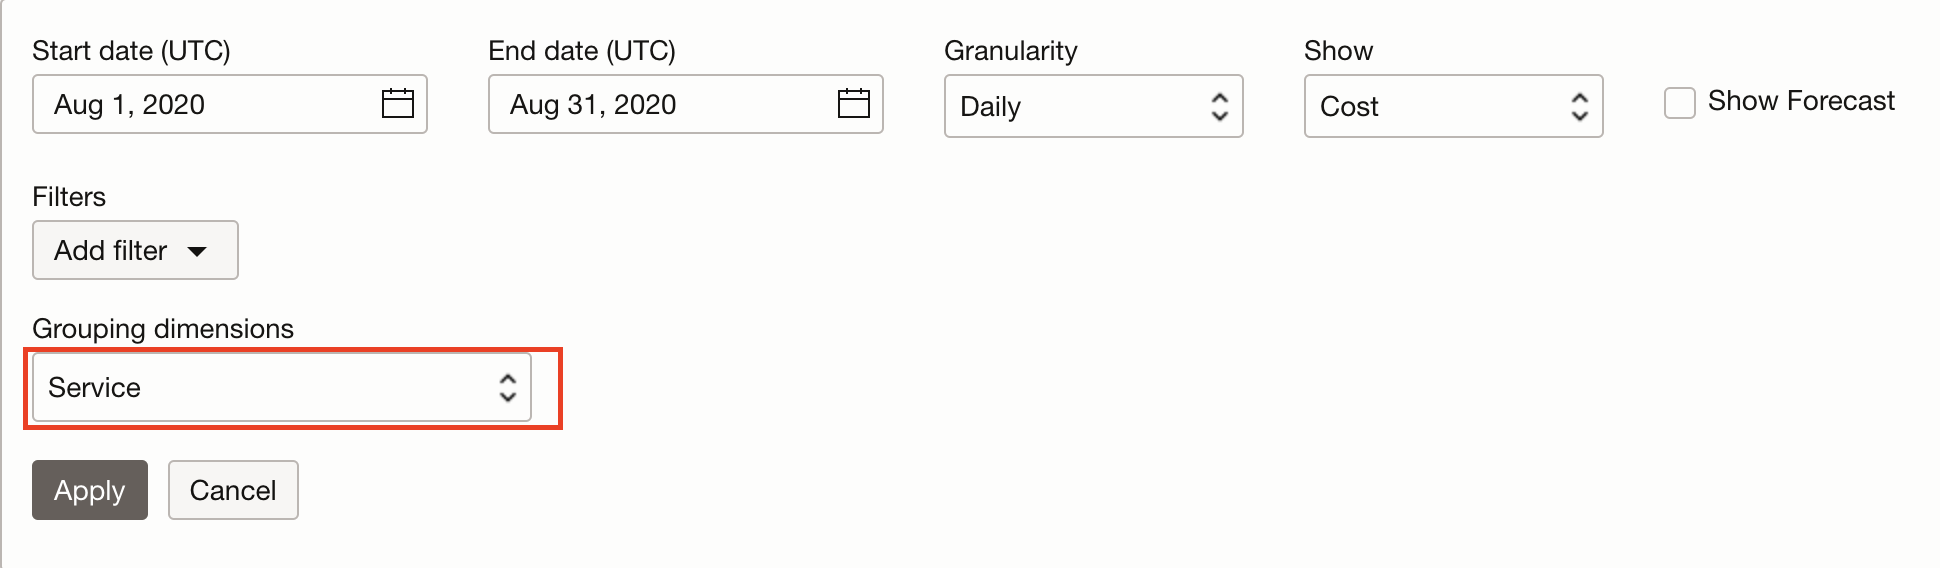 Start date (UTC) End date (UTC) Granularity Show
Aug 1, 2020 Aug 31, 2020 Daily Cost Show Forecast
Filters
Add filter
Grouping dimensions
Service
Apply Cancel